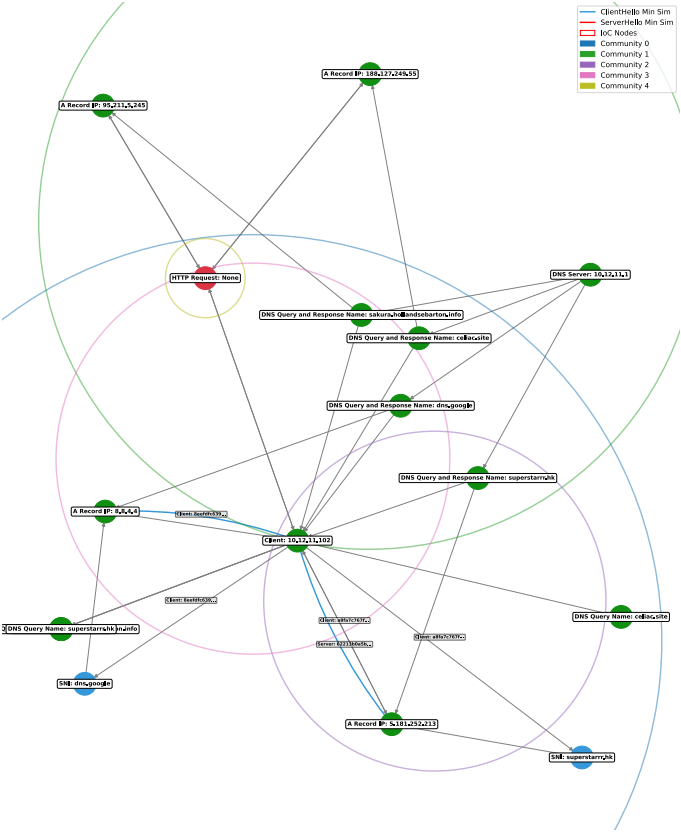 ClientHello Min Sim
ServerHello Min Sim
IoC Nodes
Community 0
Community 1
Community 2
Community 3
Community 4
A Record IP: 188.127.249.55
A Record IP: 95.211.5.245
HTTP Request: None
DNS Server: 10.12.11.1
DNS Query and Response Name: sakura.hollandsebarton.info
DNS Query and Response Name: celiac.site
DNS Query and Response Name: dns.google
DNS Query and Response Name: superstarr.hk
A Record IP: 8.8.4.4
Client: 10.12.11.102
DNS Query Name: celiac.site
DNS Query Name: superstarr.hk
SNI: dns.google
A Record IP: 5.181.252.213
SNI: superstarr.hk